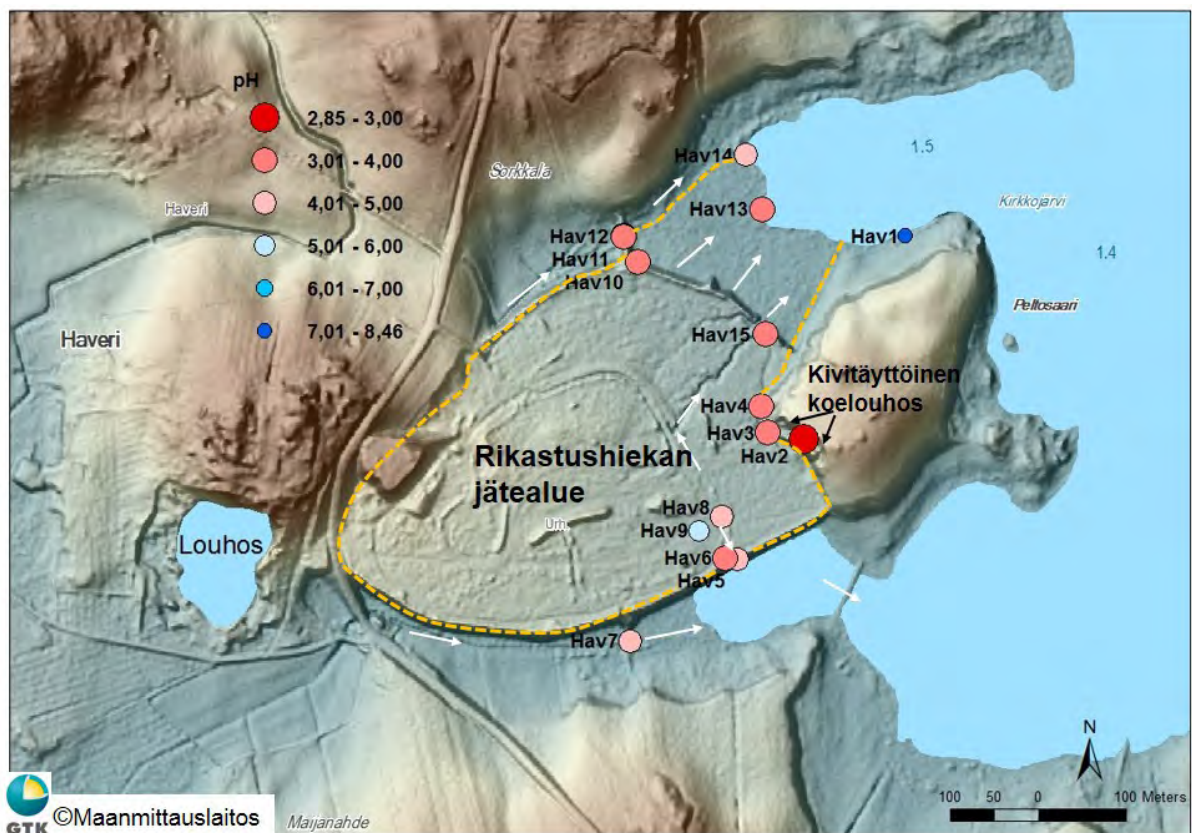 pH
2,85 - 3,00
3,01 - 4,00
4,01 - 5,00
5,01 - 6,00
6,01 - 7,00
7,01 - 8,46
Sorkkala
Haveri
Haveri
Hav14
Hav13
Hav12
Hav11
Hav10
Hav1
1.5
Kirkkojärvi
1.4
Peltosaari
Hav15
Kivitäyttöinen
koelouhos
Hav4
Hav3
Hav2
Rikastushiekan
jätealue
Urh.
Hav8
Hav9
Hav6
Hav5
Hav7
Louhos
N
100 50 0 100 Meters
GTK
©Maanmittauslaitos
Maijanahde